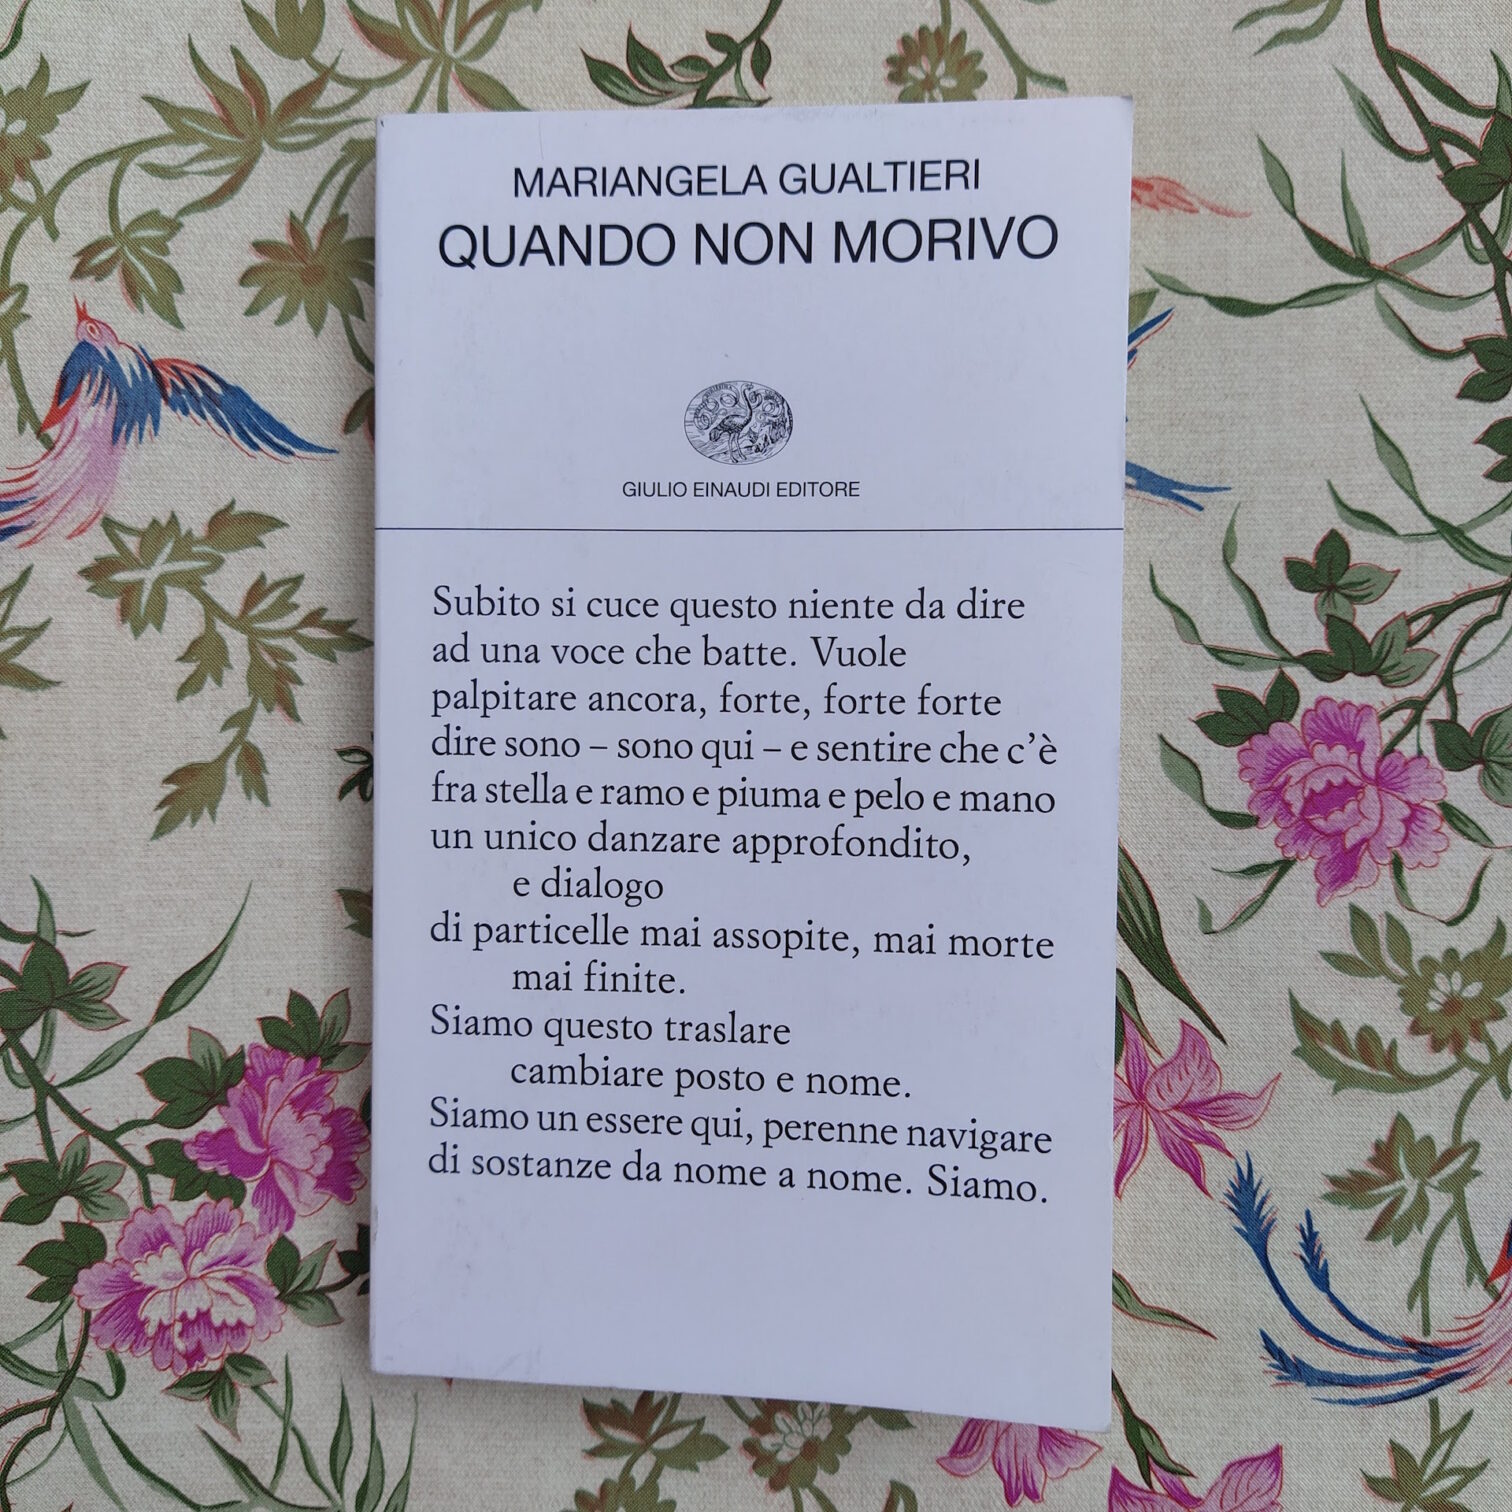 MARIANGELA GUALTIERI
QUANDO NON MORIVO
GIULIO EINAUDI EDITORE
Subito si cuce questo niente da dire
ad una voce che batte. Vuole
palpitare ancora, forte, forte forte
dire sono – sono qui – e sentire che c’è
fra stella e ramo e piuma e pelo e mano
un unico danzare approfondito,
e dialogo
di particelle mai assopite, mai morte
mai finite.
Siamo questo traslare
cambiare posto e nome.
Siamo un essere qui, perenne navigare
di sostanze da nome a nome. Siamo.